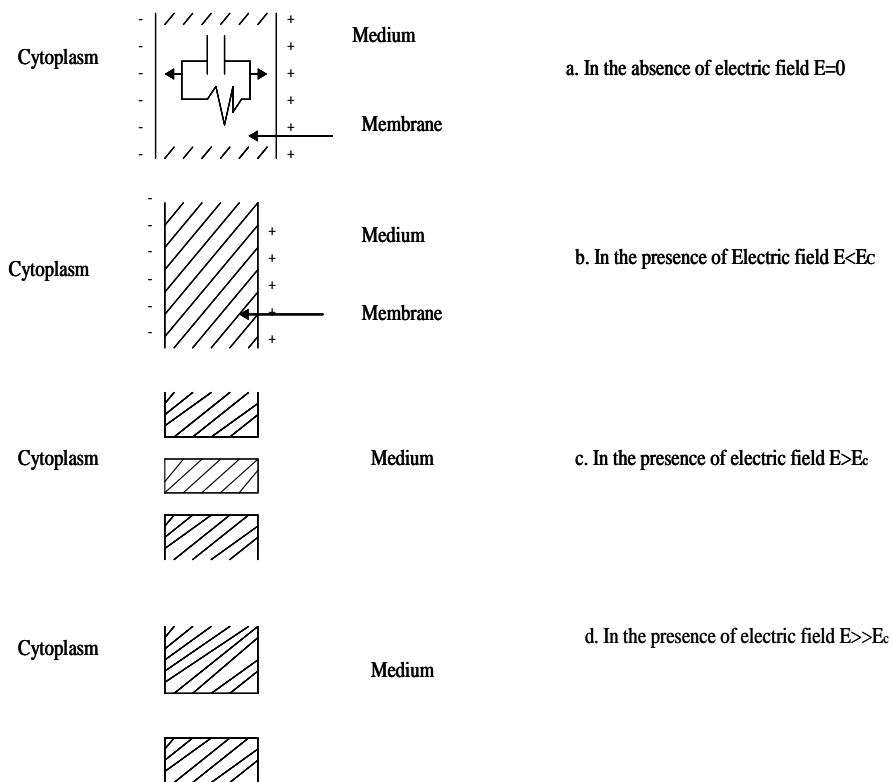 Cytoplasm
Medium
Membrane
a. In the absence of electric field E=0
Cytoplasm
Medium
Membrane
b. In the presence of Electric field E<Ec
Cytoplasm
Medium
c. In the presence of electric field E>Ec
Cytoplasm
Medium
d. In the presence of electric field E>>Ec